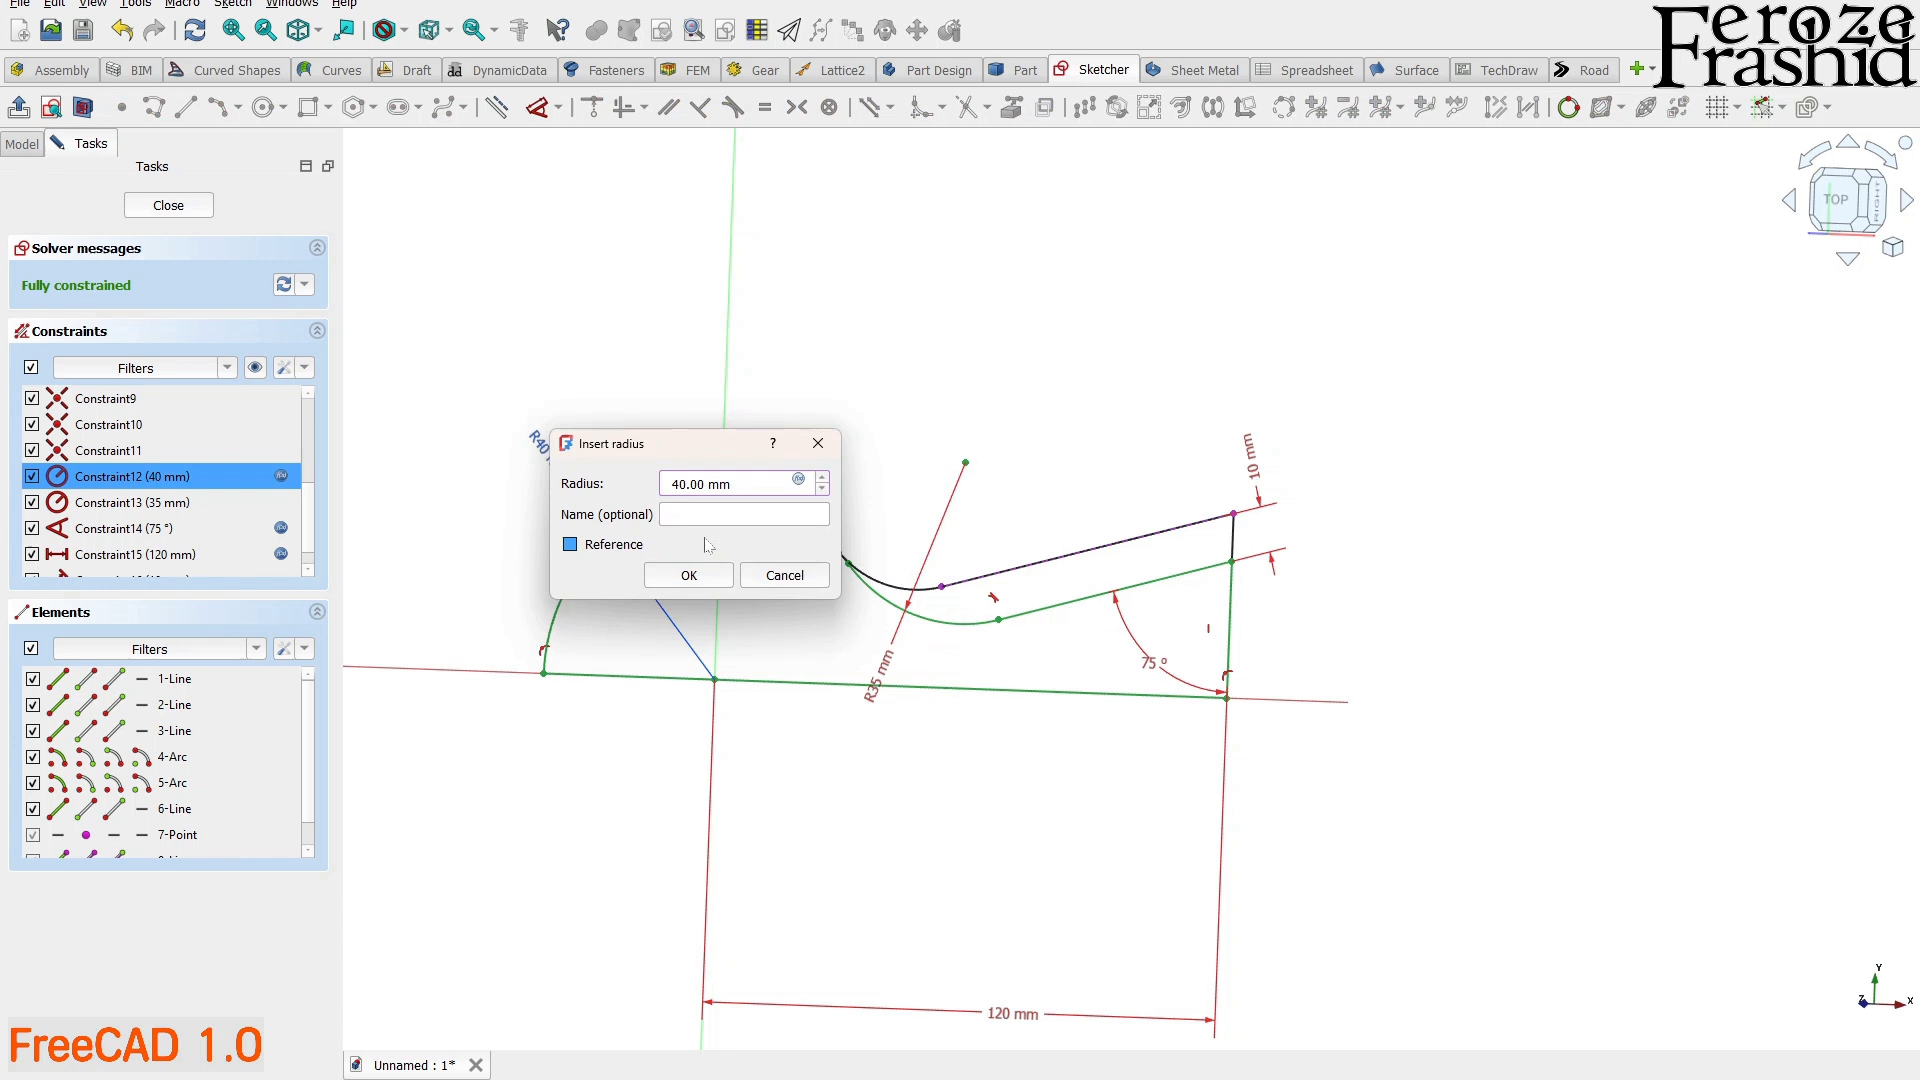 File Edit View Tools Macro Sketch Windows Help
Feroze
Frashid
Assembly BIM Curved Shapes Curves Draft DynamicData Fasteners FEM Gear Lattice2 Part Design Part Sketcher Sheet Metal Spreadsheet Surface TechDraw Road
Model Tasks
Tasks
Close
Solver messages
Fully constrained
Constraints
Filters
Constraint9
Constraint10
Constraint11
Constraint12 (40 mm)
Constraint13 (35 mm)
Constraint14 (75 °)
Constraint15 (120 mm)
Elements
Filters
1-Line
2-Line
3-Line
4-Arc
5-Arc
6-Line
7-Point
Insert radius
?
Radius:
40.00 mm
Name (optional)
Reference
OK Cancel
R40
10 mm
R35 mm
75 °
120 mm
TOP
RIGHT
Y
Z
X
FreeCAD 1.0
Unnamed : 1*